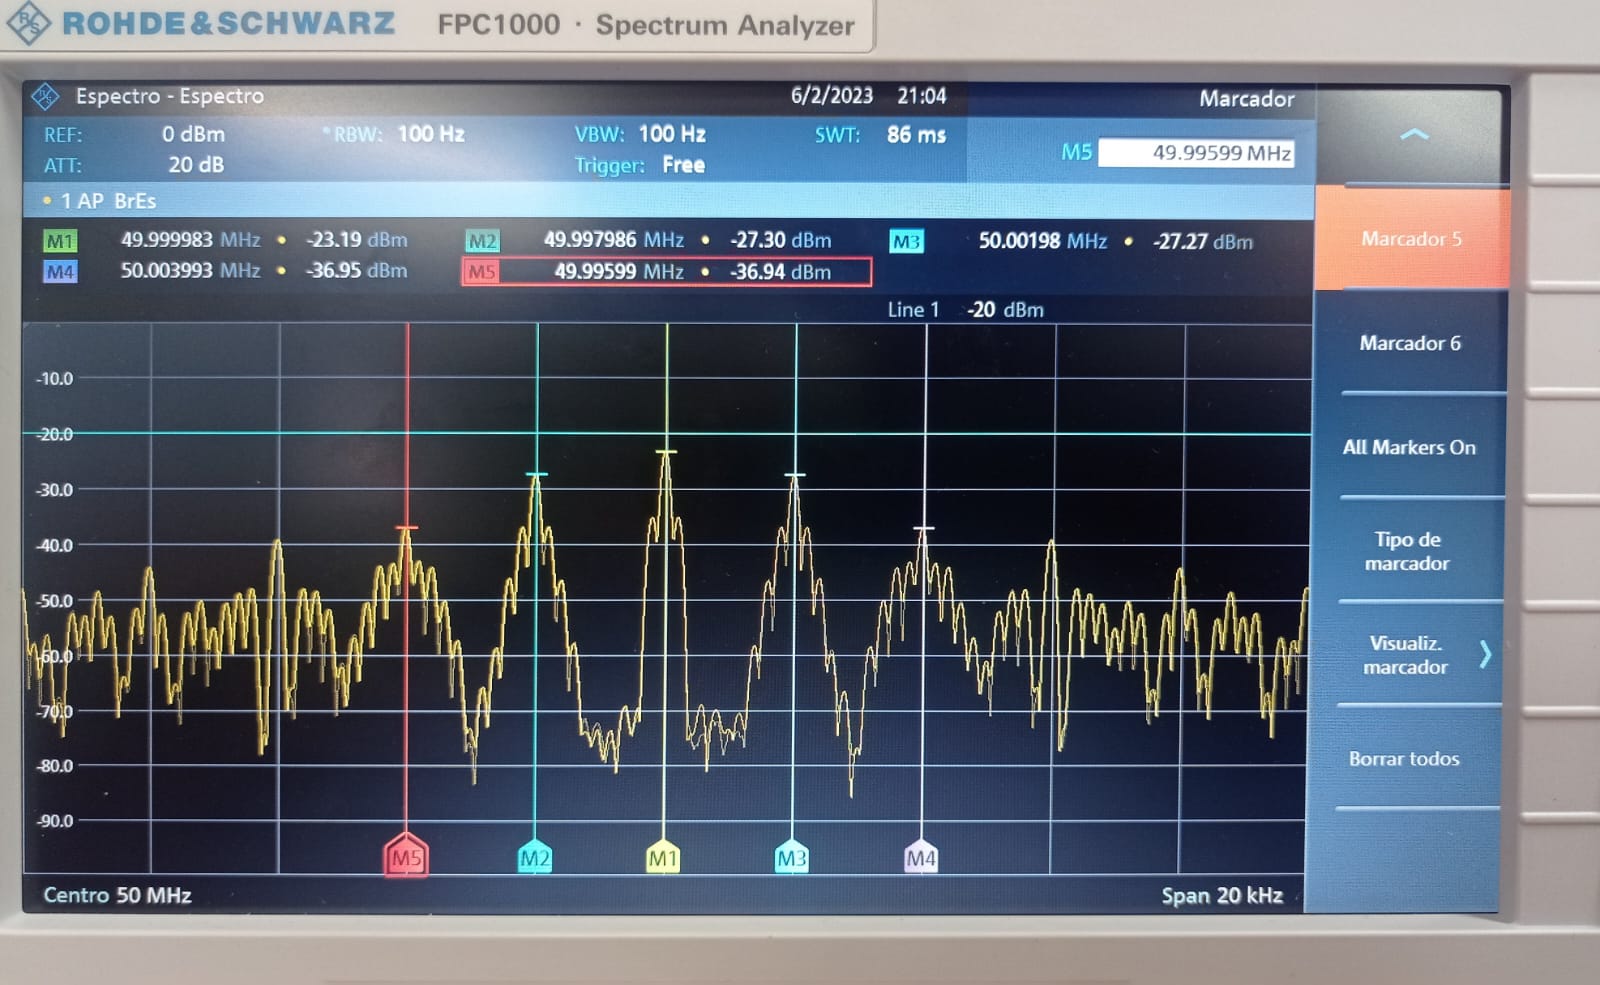 ROHDE&SCHWARZ FPC1000 · Spectrum Analyzer
Espectro - Espectro 6/2/2023 21:04 Marcador
REF: 0 dBm RBW: 100 Hz VBW: 100 Hz SWT: 86 ms
ATT: 20 dB Trigger: Free M5 49.99599 MHz
1 AP BrEs
M1 49.999983 MHz • -23.19 dBm M2 49.997986 MHz • -27.30 dBm M3 50.00198 MHz • -27.27 dBm
M4 50.003993 MHz • -36.95 dBm M5 49.99599 MHz • -36.94 dBm
Line 1 -20 dBm
-10.0
-20.0
-30.0
-40.0
-50.0
-60.0
-70.0
-80.0
-90.0
M5 M2 M1 M3 M4
Centro 50 MHz Span 20 kHz
Marcador 5
Marcador 6
All Markers On
Tipo de
marcador
Visualiz.
marcador
Borrar todos